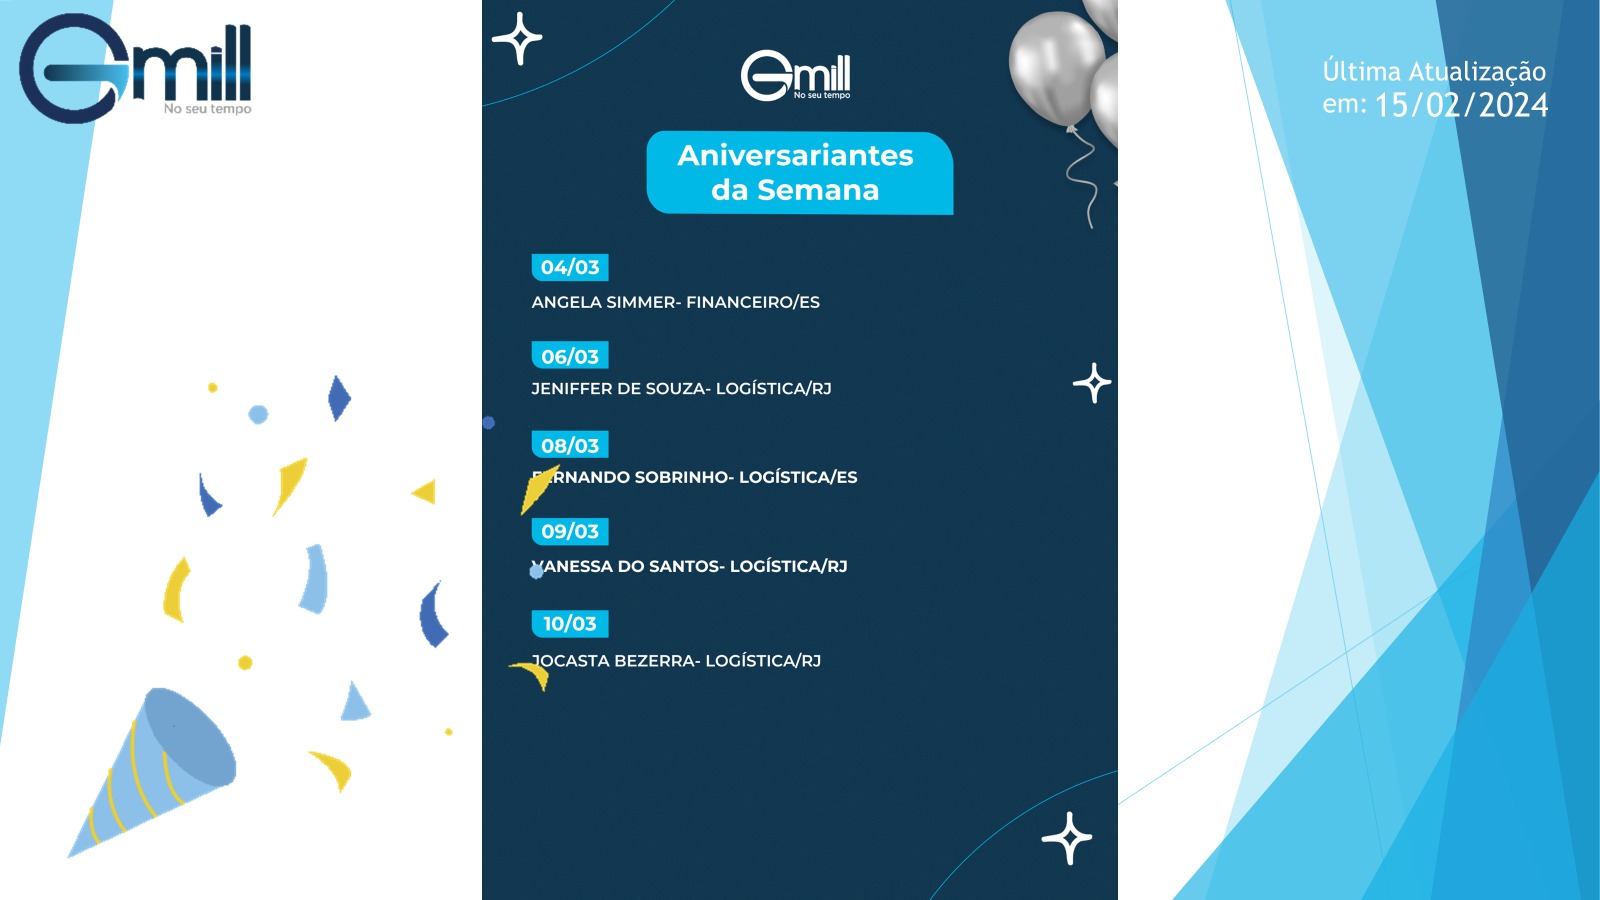 Gmill
No seu tempo
Gmill
No seu tempo
Última Atualização
em: 15/02/2024
Aniversariantes
da Semana
04/03
ANGELA SIMMER- FINANCEIRO/ES
06/03
JENIFFER DE SOUZA- LOGÍSTICA/RJ
08/03
FERNANDO SOBRINHO- LOGÍSTICA/ES
09/03
VANESSA DO SANTOS- LOGÍSTICA/RJ
10/03
JOCASTA BEZERRA- LOGÍSTICA/RJ